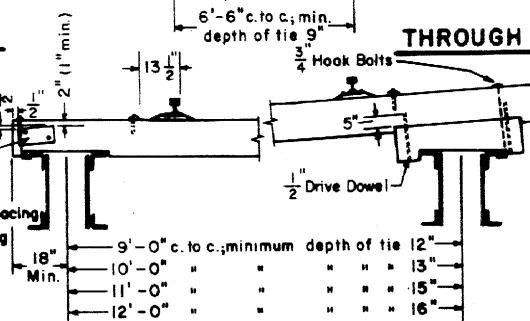 6'-6" c. to c.; min.
depth of tie 9"
THROUGH
2" (1" min.)
13 1/2"
3/4" Hook Bolts
1/2"
5"
1/2" Drive Dowel
acing
g
18"
Min.
9'-0" c. to c.; minimum depth of tie 12"
10'-0" " " " " 13"
11'-0" " " " " 15"
12'-0" " " " " 16"